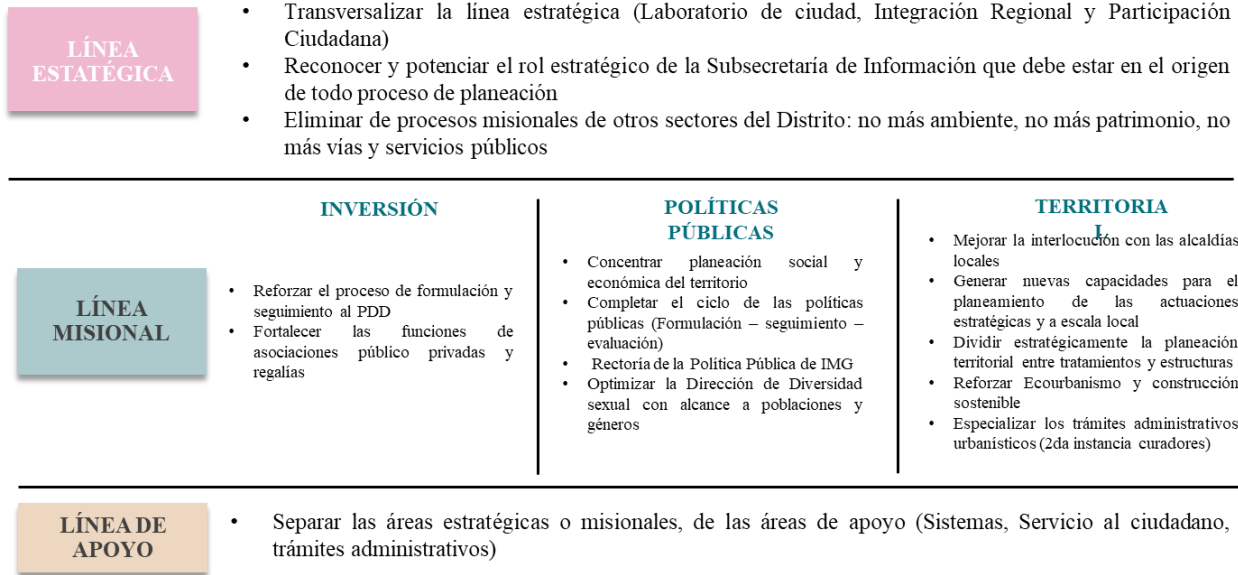 LÍNEA
ESTATÉGICA
• Transversalizar la línea estratégica (Laboratorio de ciudad, Integración Regional y Participación
Ciudadana)
• Reconocer y potenciar el rol estratégico de la Subsecretaría de Información que debe estar en el origen
de todo proceso de planeación
• Eliminar de procesos misionales de otros sectores del Distrito: no más ambiente, no más patrimonio, no
más vías y servicios públicos
LÍNEA
MISIONAL
INVERSIÓN
• Reforzar el proceso de formulación y
seguimiento al PDD
• Fortalecer las funciones de
asociaciones público privadas y
regalías
POLÍTICAS
PÚBLICAS
• Concentrar planeación social y
económica del territorio
• Completar el ciclo de las políticas
públicas (Formulación – seguimiento –
evaluación)
• Rectoría de la Política Pública de IMG
• Optimizar la Dirección de Diversidad
sexual con alcance a poblaciones y
géneros
TERRITORIA
L
• Mejorar la interlocución con las alcaldías
locales
• Generar nuevas capacidades para el
planeamiento de las actuaciones
estratégicas y a escala local
• Dividir estratégicamente la planeación
territorial entre tratamientos y estructuras
• Reforzar Ecourbanismo y construcción
sostenible
• Especializar los trámites administrativos
urbanísticos (2da instancia curadores)
LÍNEA DE
APOYO
• Separar las áreas estratégicas o misionales, de las áreas de apoyo (Sistemas, Servicio al ciudadano,
trámites administrativos)